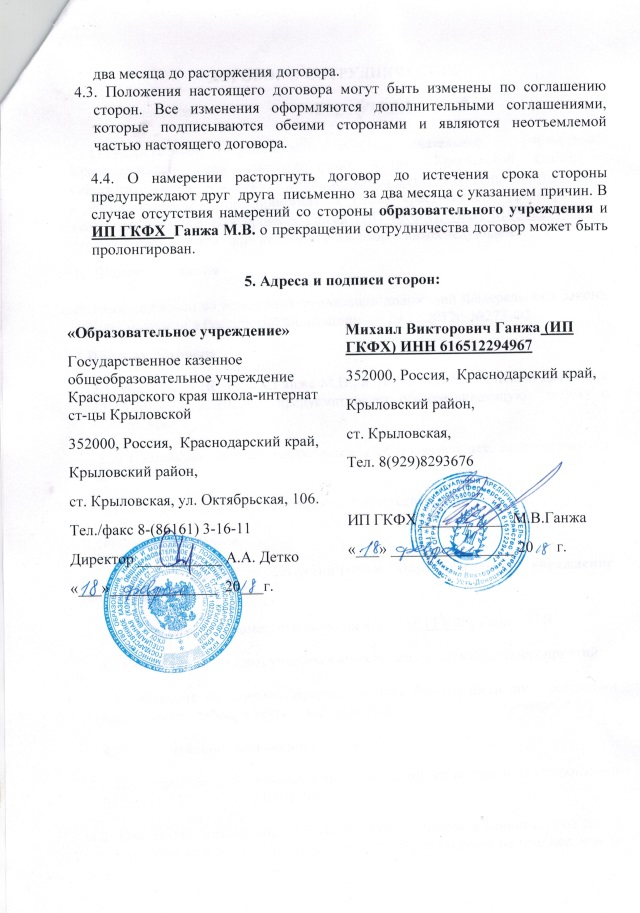 два месяца до расторжения договора.
4.3. Положения настоящего договора могут быть изменены по соглашению
сторон. Все изменения оформляются дополнительными соглашениями,
которые подписываются обеими сторонами и являются неотъемлемой
частью настоящего договора.
4.4. О намерении расторгнуть договор до истечения срока стороны
предупреждают друг друга письменно за два месяца с указанием причин. В
случае отсутствия намерений со стороны образовательного учреждения и
ИП ГКФХ Ганжа М.В. о прекращении сотрудничества договор может быть
пролонгирован.
5. Адреса и подписи сторон:
«Образовательное учреждение»
Государственное казенное
общеобразовательное учреждение
Краснодарского края школа-интернат
ст-цы Крыловской
352000, Россия, Краснодарский край,
Крыловский район,
ст. Крыловская, ул. Октябрьская, 106.
Тел./факс 8-(86161) 3-16-11
Директор А.А. Детко
«18» февраля 2018 г.
Михаил Викторович Ганжа (ИП
ГКФХ) ИНН 616512294967
352000, Россия, Краснодарский край,
Крыловский район,
ст. Крыловская,
Тел. 8(929)8293676
ИП ГКФХ М.В.Ганжа
«18» февраля 2018 г.